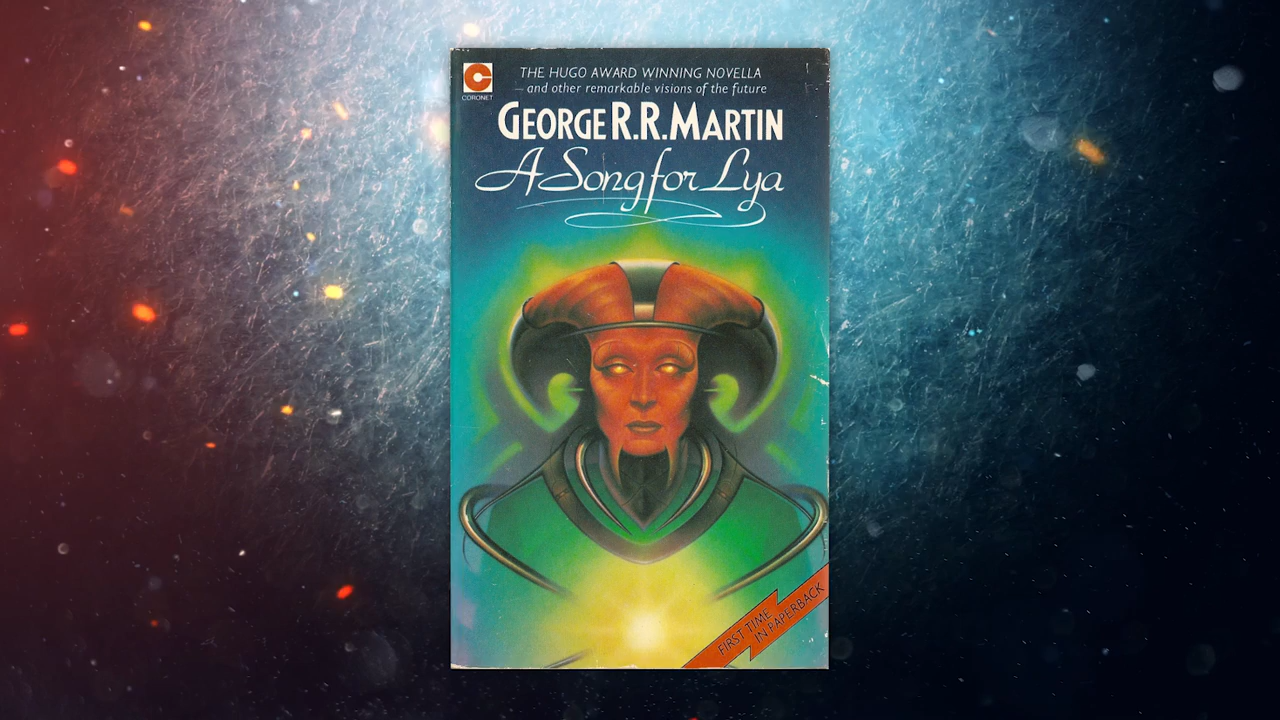 CORONET
THE HUGO AWARD WINNING NOVELLA
— and other remarkable visions of the future
GEORGE R.R. MARTIN
A Song for Lya
FIRST TIME
IN PAPERBACK